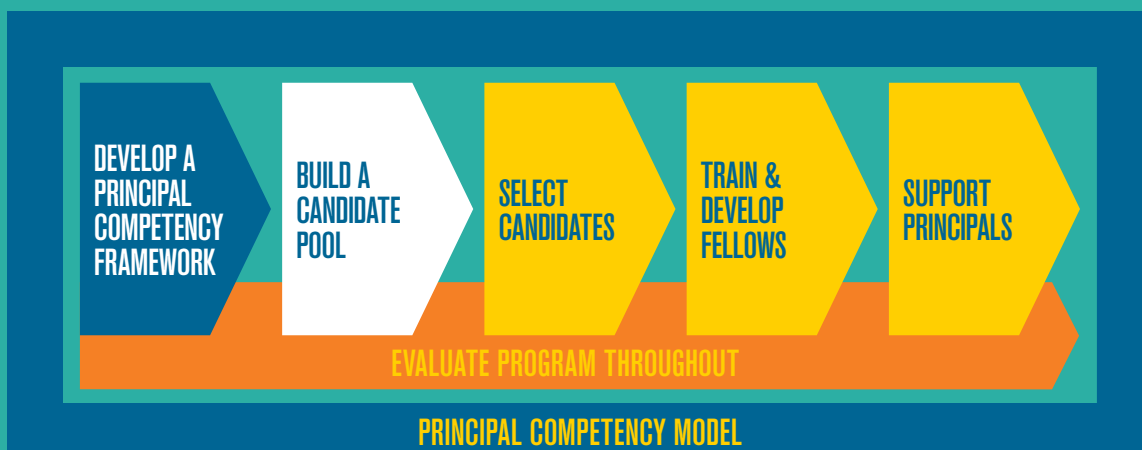 DEVELOP A
PRINCIPAL
COMPETENCY
FRAMEWORK
BUILD A
CANDIDATE
POOL
SELECT
CANDIDATES
TRAIN &
DEVELOP
FELLOWS
SUPPORT
PRINCIPALS
EVALUATE PROGRAM THROUGHOUT
PRINCIPAL COMPETENCY MODEL